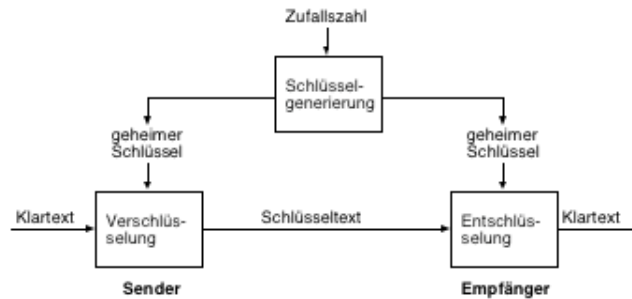 Zufallszahl
Schlüssel-
generierung
geheimer
Schlüssel
geheimer
Schlüssel
Klartext
Verschlüs-
selung
Schlüsseltext
Entschlüs-
selung
Klartext
Sender
Empfänger